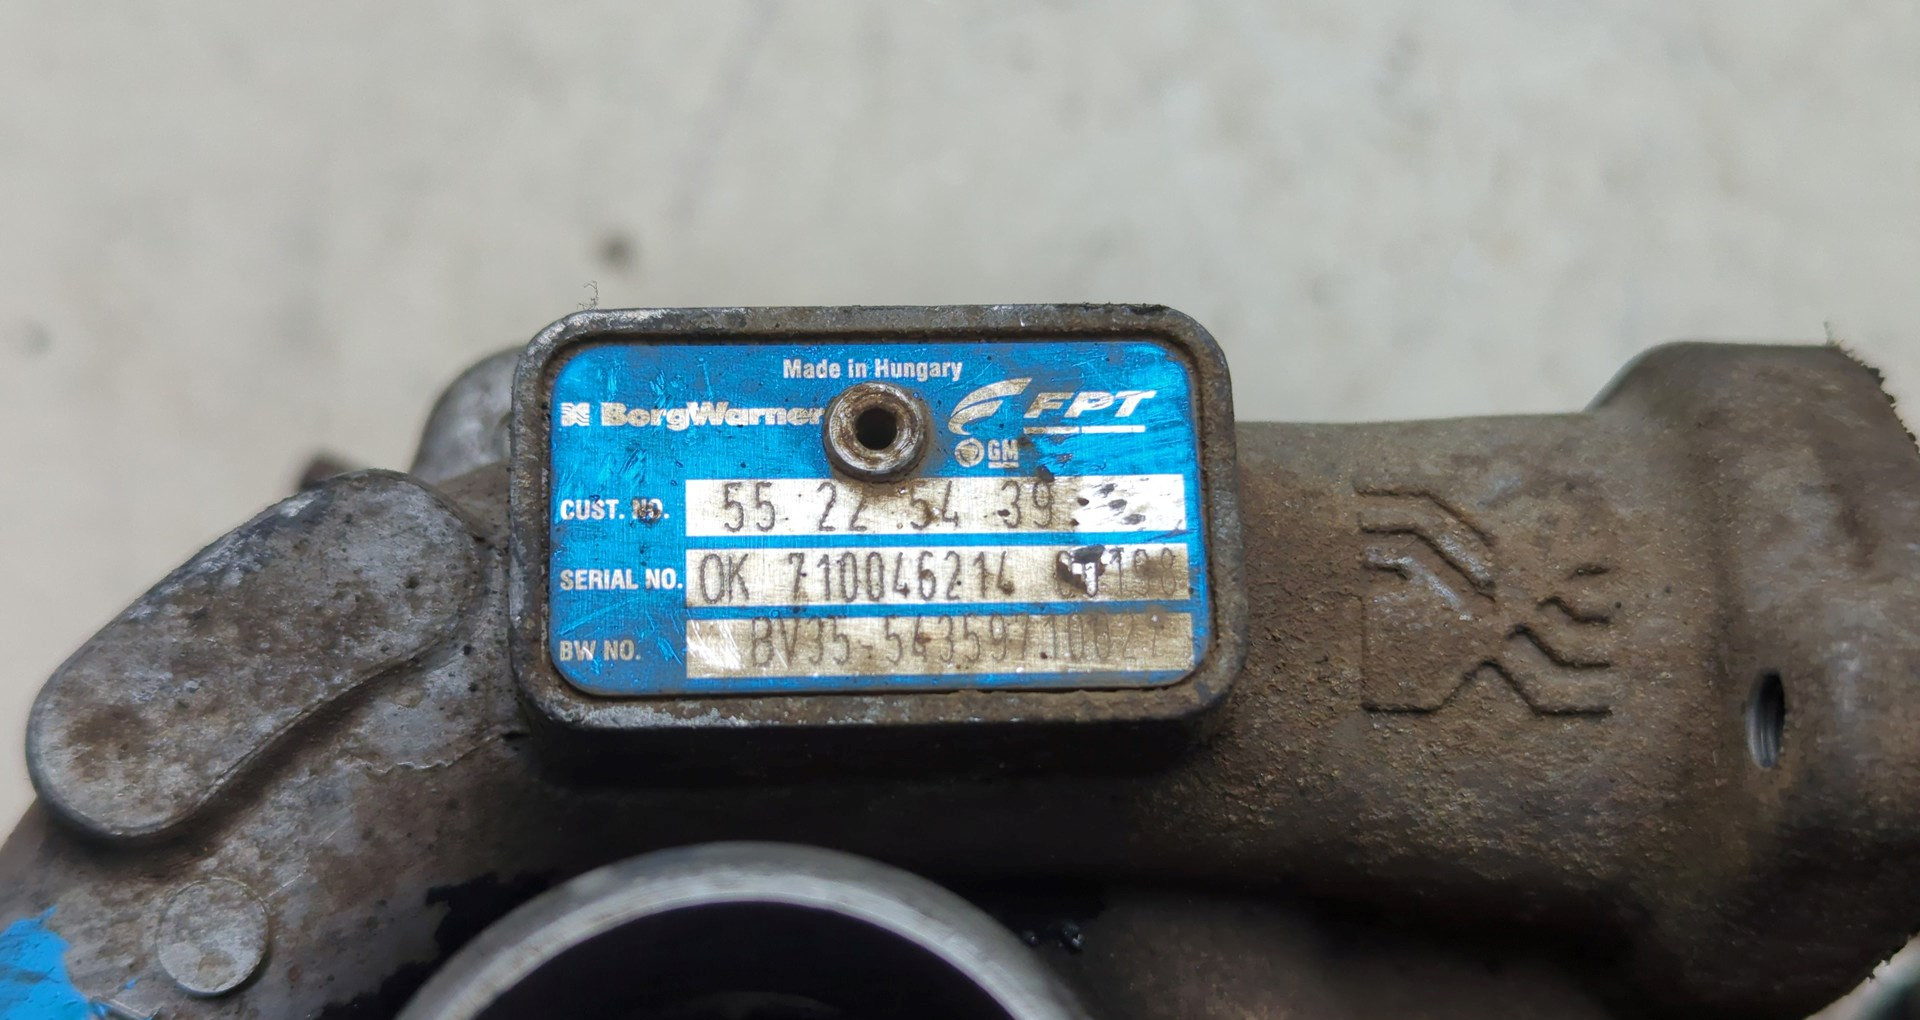 Made in Hungary
BorgWarner FPT
GM
CUST. NO. 55 22 54 39
SERIAL NO. OK 710046214
BW NO. BV35-54359710027